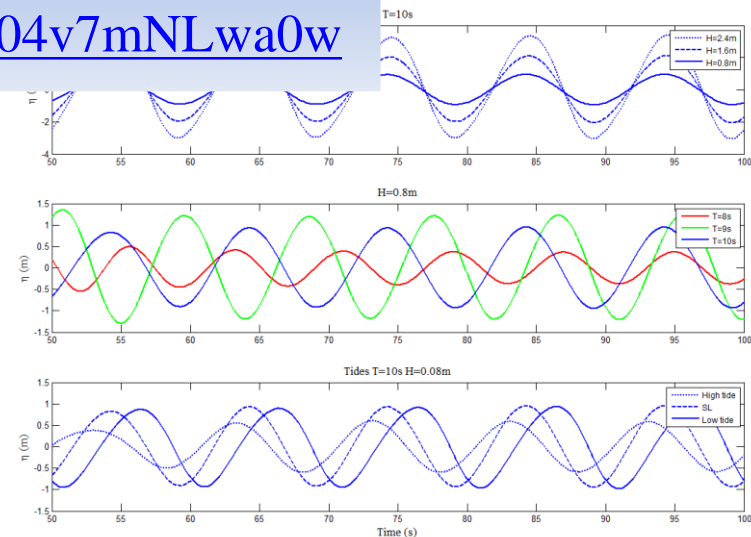 04v7mNLwa0w
T=10s
H=2.4m
H=1.6m
H=0.8m
η (
-2
-4
50 55 60 65 70 75 80 85 90 95 100
H=0.8m
η (m)
1.5
1
0.5
0
-0.5
-1
-1.5
T=8s
T=9s
T=10s
50 55 60 65 70 75 80 85 90 95 100
Tides T=10s H=0.08m
η (m)
1.5
1
0.5
0
-0.5
-1
-1.5
High tide
SL
Low tide
50 55 60 65 70 75 80 85 90 95 100
Time (s)